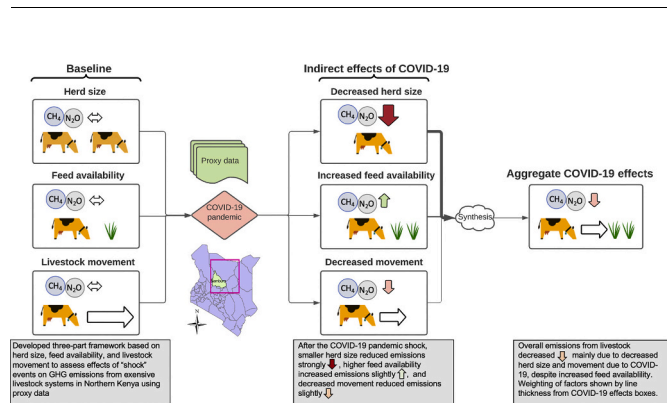 Baseline
Indirect effects of COVID-19
Herd size
CH4 N2O
Decreased herd size
CH4 N2O
Proxy data
Feed availability
CH4 N2O
COVID-19
pandemic
Increased feed availability
CH4 N2O
Synthesis
Aggregate COVID-19 effects
CH4 N2O
Livestock movement
CH4 N2O
Decreased movement
CH4 N2O
N
Developed three-part framework based on
herd size, feed availability, and livestock
movement to assess effects of "shock"
events on GHG emissions from exensive
livestock systems in Northern Kenya using
proxy data
After the COVID-19 pandemic shock,
smaller herd size reduced emissions
strongly , higher feed availability
increased emissions slightly , and
decreased movement reduced emissions
slightly
Overall emissions from livestock
decreased , mainly due to decreased
herd size and movement due to COVID-
19, despite increased feed availablility.
Weighting of factors shown by line
thickness from COVID-19 effects boxes.